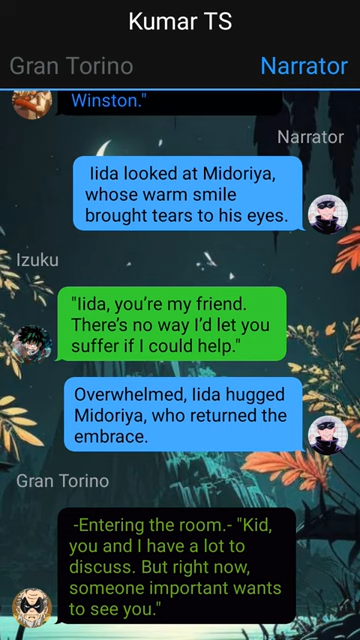 Kumar TS
Gran Torino
Narrator
Winston."
Narrator
Iida looked at Midoriya,
whose warm smile
brought tears to his eyes.
Izuku
"Iida, you're my friend.
There's no way I'd let you
suffer if I could help."
Overwhelmed, Iida hugged
Midoriya, who returned the
embrace.
Gran Torino
-Entering the room.- "Kid,
you and I have a lot to
discuss. But right now,
someone important wants
to see you."